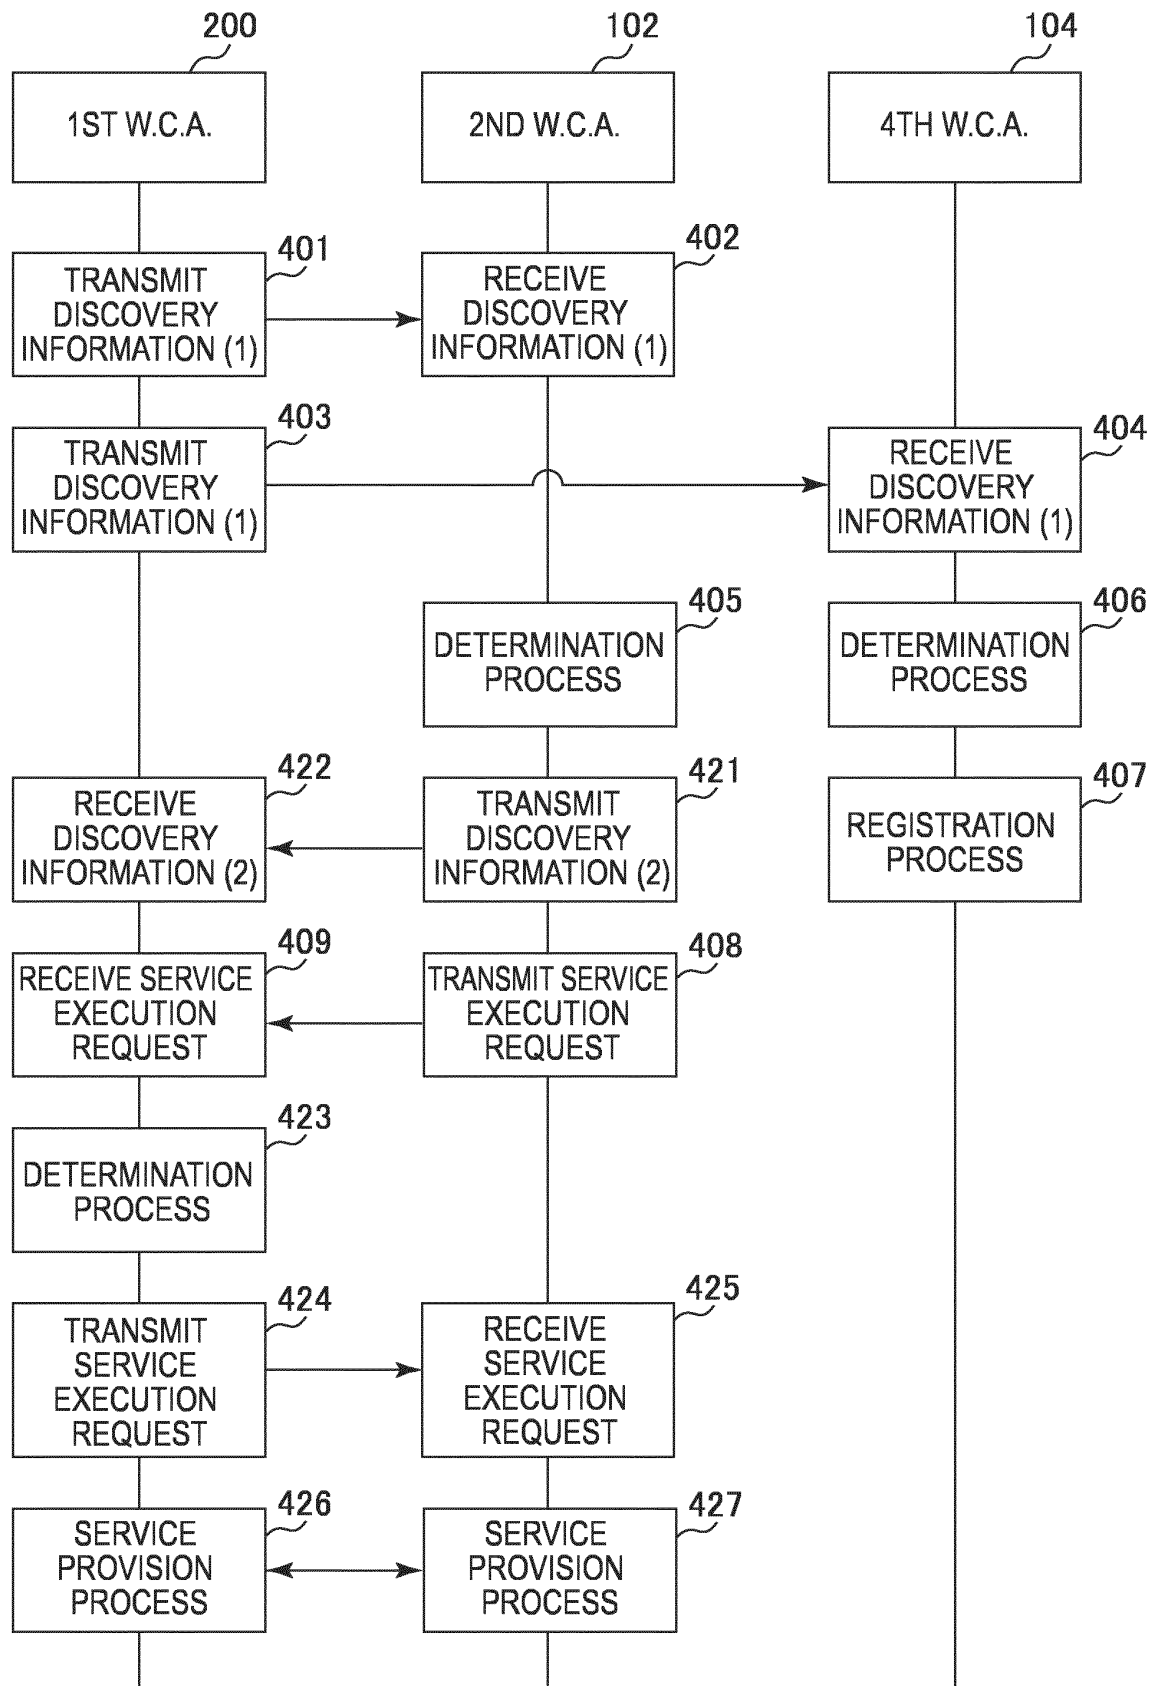 200
102
104
1ST W.C.A.
2ND W.C.A.
4TH W.C.A.
401
TRANSMIT
DISCOVERY
INFORMATION (1)
402
RECEIVE
DISCOVERY
INFORMATION (1)
403
TRANSMIT
DISCOVERY
INFORMATION (1)
404
RECEIVE
DISCOVERY
INFORMATION (1)
405
DETERMINATION
PROCESS
406
DETERMINATION
PROCESS
422
RECEIVE
DISCOVERY
INFORMATION (2)
421
TRANSMIT
DISCOVERY
INFORMATION (2)
407
REGISTRATION
PROCESS
409
RECEIVE SERVICE
EXECUTION
REQUEST
408
TRANSMIT SERVICE
EXECUTION
REQUEST
423
DETERMINATION
PROCESS
424
TRANSMIT
SERVICE
EXECUTION
REQUEST
425
RECEIVE
SERVICE
EXECUTION
REQUEST
426
SERVICE
PROVISION
PROCESS
427
SERVICE
PROVISION
PROCESS